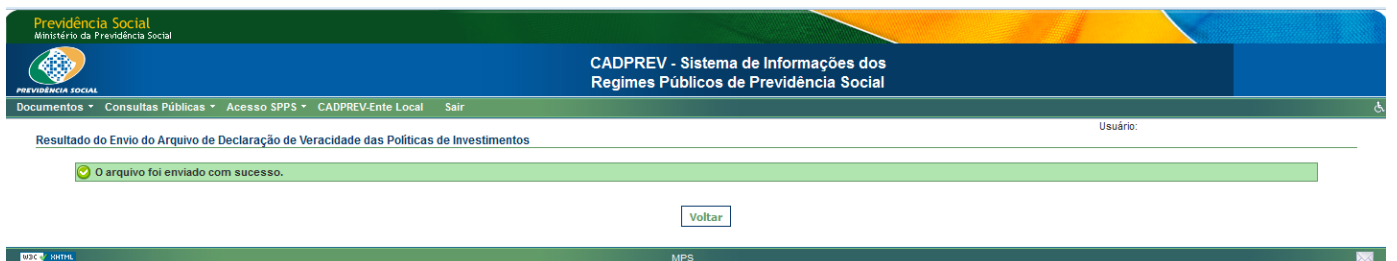 Previdência Social
Ministério da Previdência Social
CADPREV - Sistema de Informações dos
Regimes Públicos de Previdência Social
PREVIDÊNCIA SOCIAL
Documentos Consultas Públicas Acesso SPPS CADPREV-Ente Local Sair
Usuário:
Resultado do Envio do Arquivo de Declaração de Veracidade das Políticas de Investimentos
O arquivo foi enviado com sucesso.
Voltar
W3C XHTML MPS